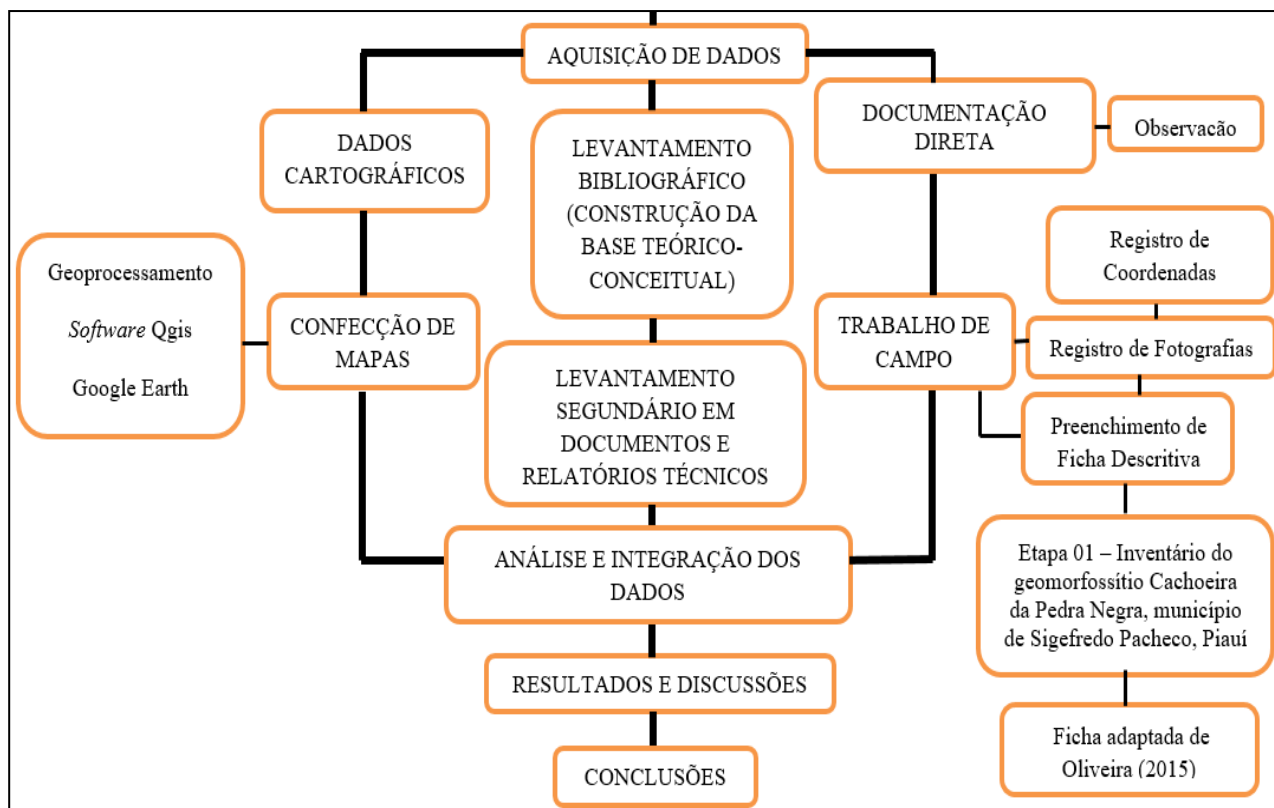 AQUISIÇÃO DE DADOS
DADOS
CARTOGRÁFICOS
Geoprocessamento
Software Qgis
Google Earth
CONFECÇÃO DE
MAPAS
LEVANTAMENTO
BIBLIOGRÁFICO
(CONSTRUÇÃO DA
BASE TEÓRICO-
CONCEITUAL)
LEVANTAMENTO
SEGUNDÁRIO EM
DOCUMENTOS E
RELATÓRIOS TÉCNICOS
DOCUMENTAÇÃO
DIRETA
Observacão
TRABALHO DE
CAMPO
Registro de
Coordenadas
Registro de Fotografias
Preenchimento de
Ficha Descritiva
Etapa 01 – Inventário do
geomorfossítio Cachoeira
da Pedra Negra, município
de Sigefredo Pacheco, Piauí
Ficha adaptada de
Oliveira (2015)
ANÁLISE E INTEGRAÇÃO DOS
DADOS
RESULTADOS E DISCUSSÕES
CONCLUSÕES